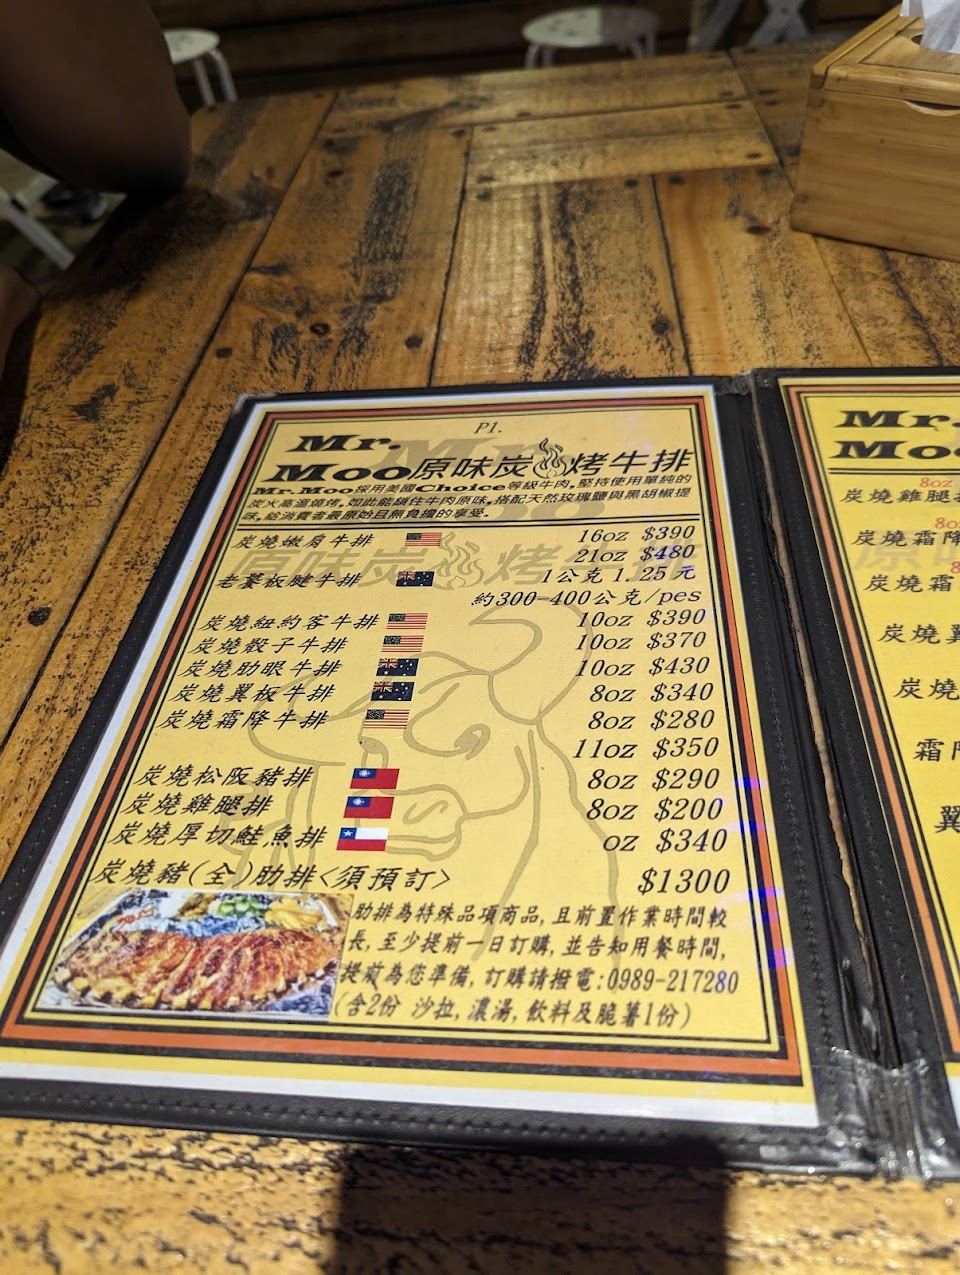 P1.
Mr.
Moo原味炭烤牛排
Mr.Moo採用美國Choice等級牛肉,堅持使用單純的
炭火高溫燒烤,如此能鎖住牛肉原味,搭配天然玫瑰鹽與黑胡椒提
味,給消費者最原始且無負擔的享受。
炭燒嫩肩牛排 16oz $390
21oz $480
老蓋板腱牛排 1公克 1.25元
約300-400公克/pes
炭燒紐約客牛排 10oz $390
炭燒骰子牛排 10oz $370
炭燒肋眼牛排 10oz $430
炭燒翼板牛排 8oz $340
炭燒霜降牛排 8oz $280
11oz $350
炭燒松阪豬排 8oz $290
炭燒雞腿排 8oz $200
炭燒厚切鮭魚排 oz $340
炭燒豬(全)肋排<須預訂> $1300
肋排為特殊品項商品,且前置作業時間較
長,至少提前一日訂購,並告知用餐時間,
提前為您準備,訂購請撥電:0989-217280
(含2份 沙拉,濃湯,飲料及脆薯1份)
Mr.
Moo
8oz
炭燒雞腿
8oz
炭燒霜降
8
炭燒霜
炭燒翼
炭燒
霜降
翼